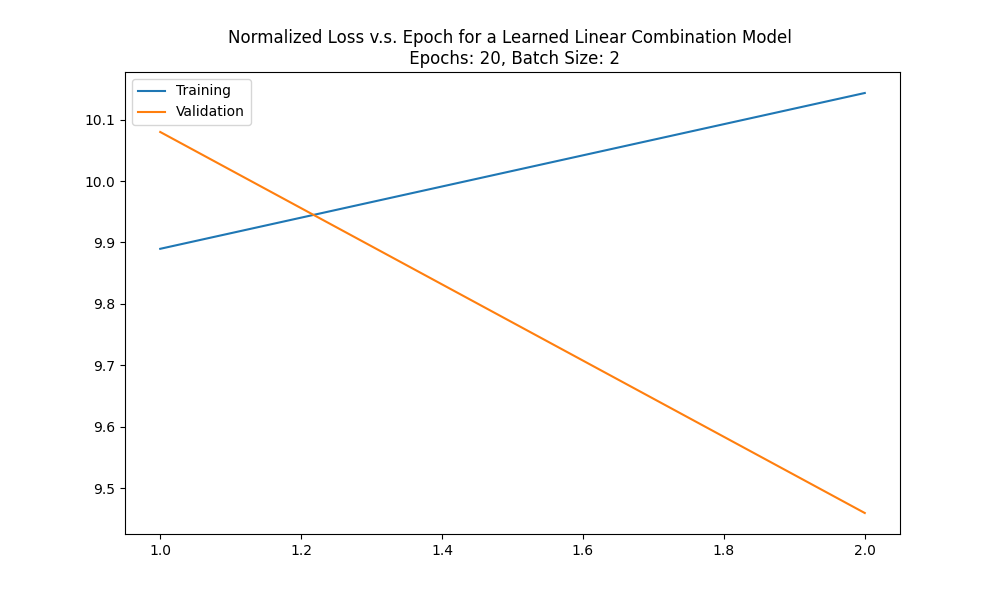 Normalized Loss v.s. Epoch for a Learned Linear Combination Model
Epochs: 20, Batch Size: 2
Training
Validation
10.1
10.0
9.9
9.8
9.7
9.6
9.5
1.0 1.2 1.4 1.6 1.8 2.0